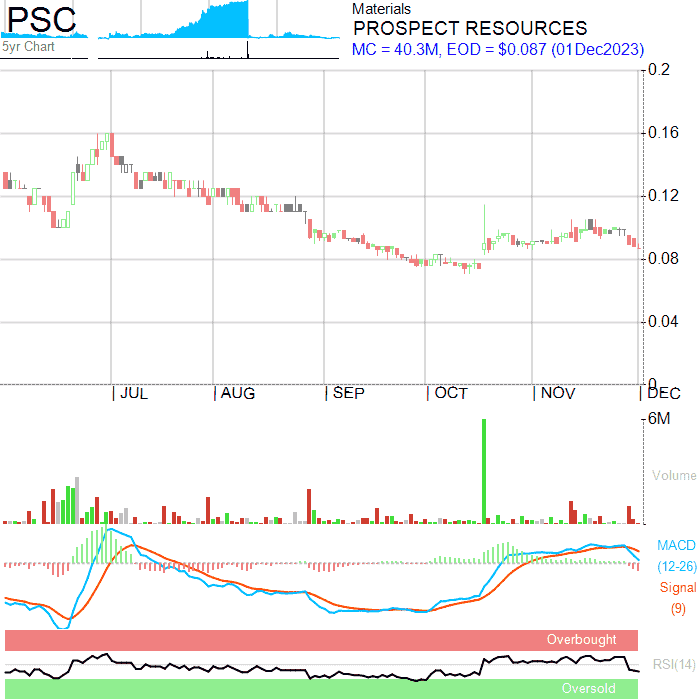 PSC
5yr Chart
Materials
PROSPECT RESOURCES
MC = 40.3M, EOD = $0.087 (01Dec2023)
0.2
0.16
0.12
0.08
0.04
0
JUL AUG SEP OCT NOV DEC
6M
Volume
MACD
(12-26)
Signal
(9)
Overbought
RSI(14)
Oversold